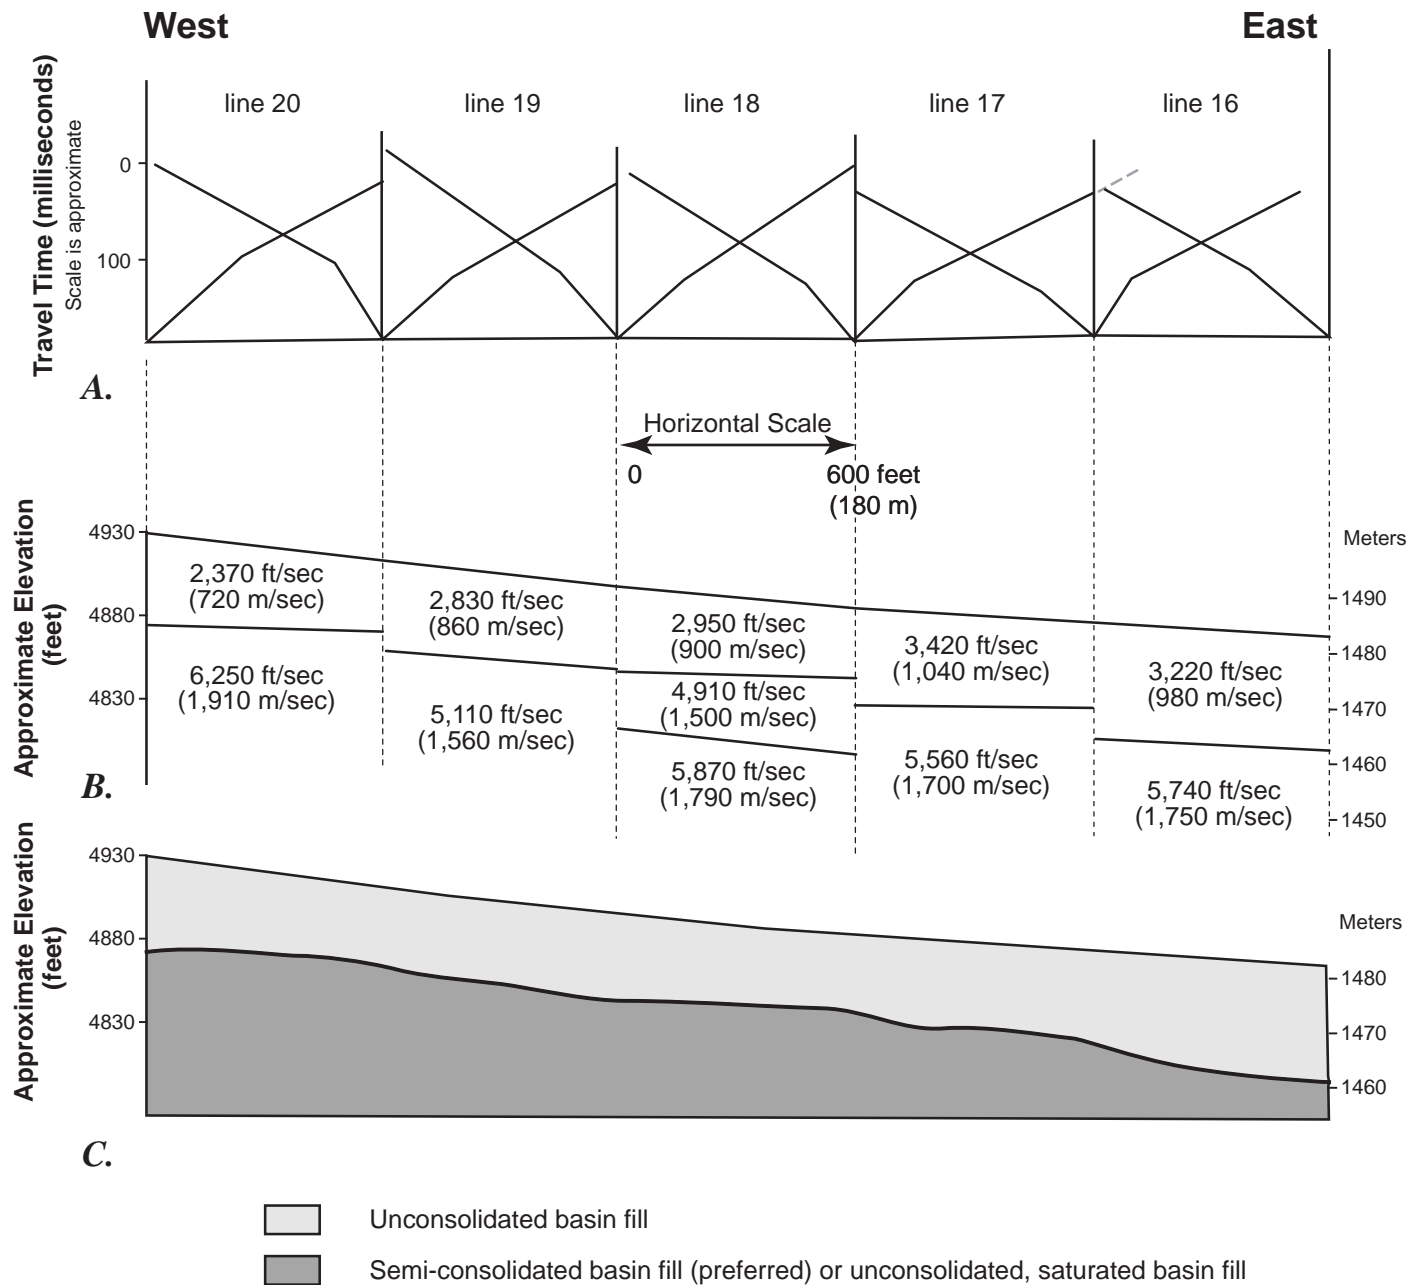 West
East
line 20
line 19
line 18
line 17
line 16
Travel Time (milliseconds)
Scale is approximate
0
100
A.
Horizontal Scale
0
600 feet
(180 m)
Approximate Elevation
(feet)
4930
4880
4830
Meters
1490
1480
1470
1460
1450
2,370 ft/sec
(720 m/sec)
6,250 ft/sec
(1,910 m/sec)
2,830 ft/sec
(860 m/sec)
5,110 ft/sec
(1,560 m/sec)
2,950 ft/sec
(900 m/sec)
4,910 ft/sec
(1,500 m/sec)
5,870 ft/sec
(1,790 m/sec)
3,420 ft/sec
(1,040 m/sec)
5,560 ft/sec
(1,700 m/sec)
3,220 ft/sec
(980 m/sec)
5,740 ft/sec
(1,750 m/sec)
B.
Approximate Elevation
(feet)
4930
4880
4830
Meters
1480
1470
1460
C.
Unconsolidated basin fill
Semi-consolidated basin fill (preferred) or unconsolidated, saturated basin fill